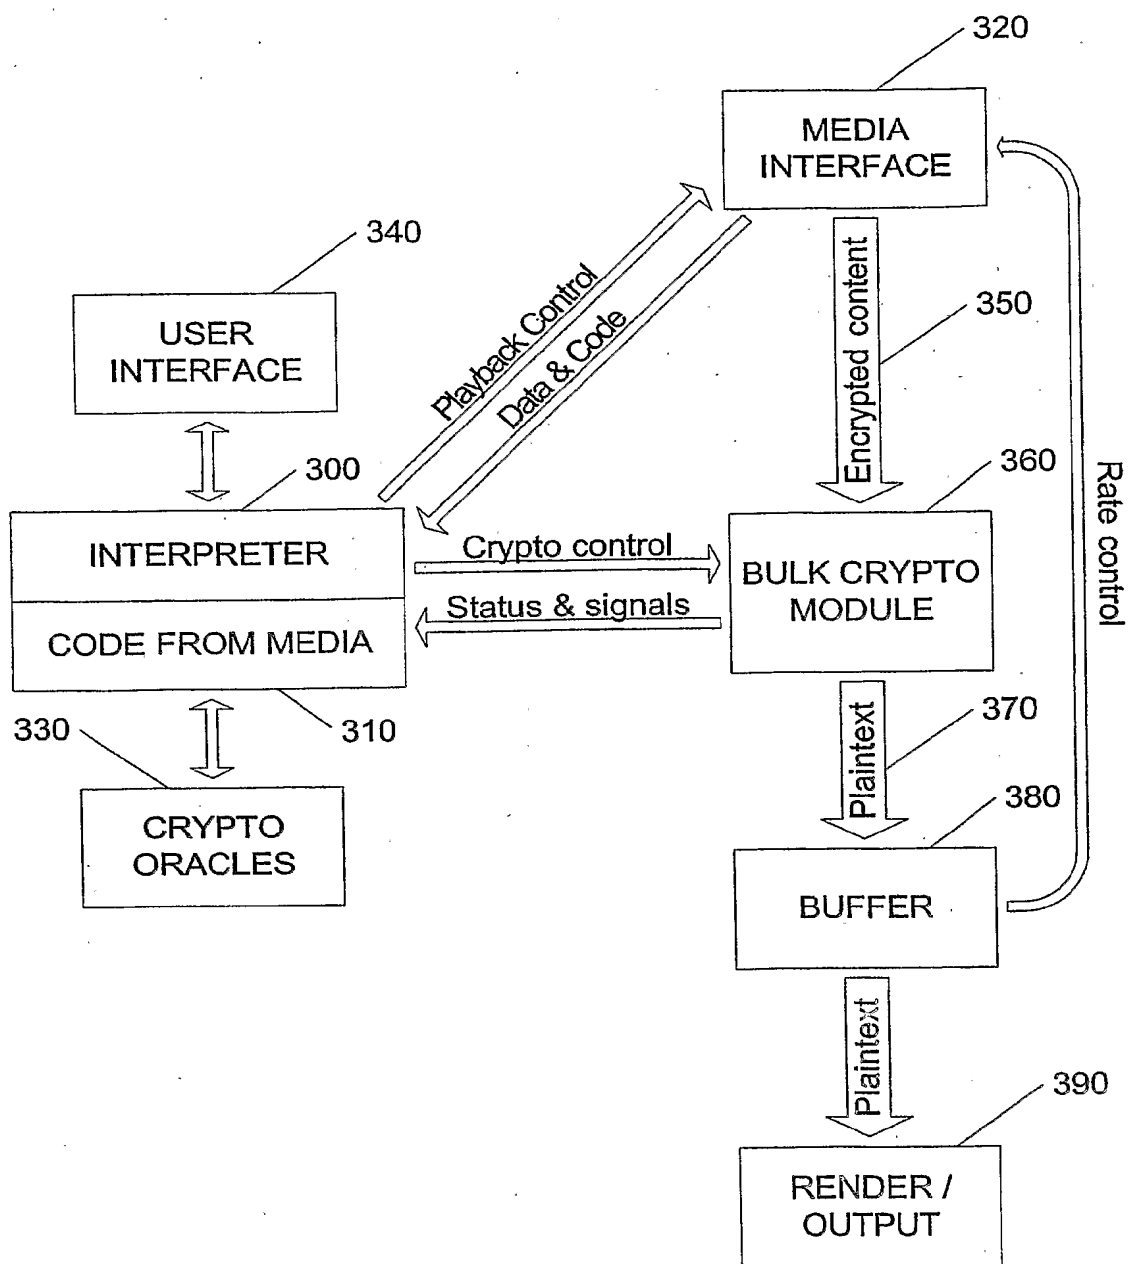 320
MEDIA
INTERFACE
340
USER
INTERFACE
Playback Control
Data & Code
Encrypted content
350
300
INTERPRETER
CODE FROM MEDIA
310
Crypto control
Status & signals
360
BULK CRYPTO
MODULE
Rate control
330
CRYPTO
ORACLES
370
Plaintext
380
BUFFER
Plaintext
390
RENDER /
OUTPUT